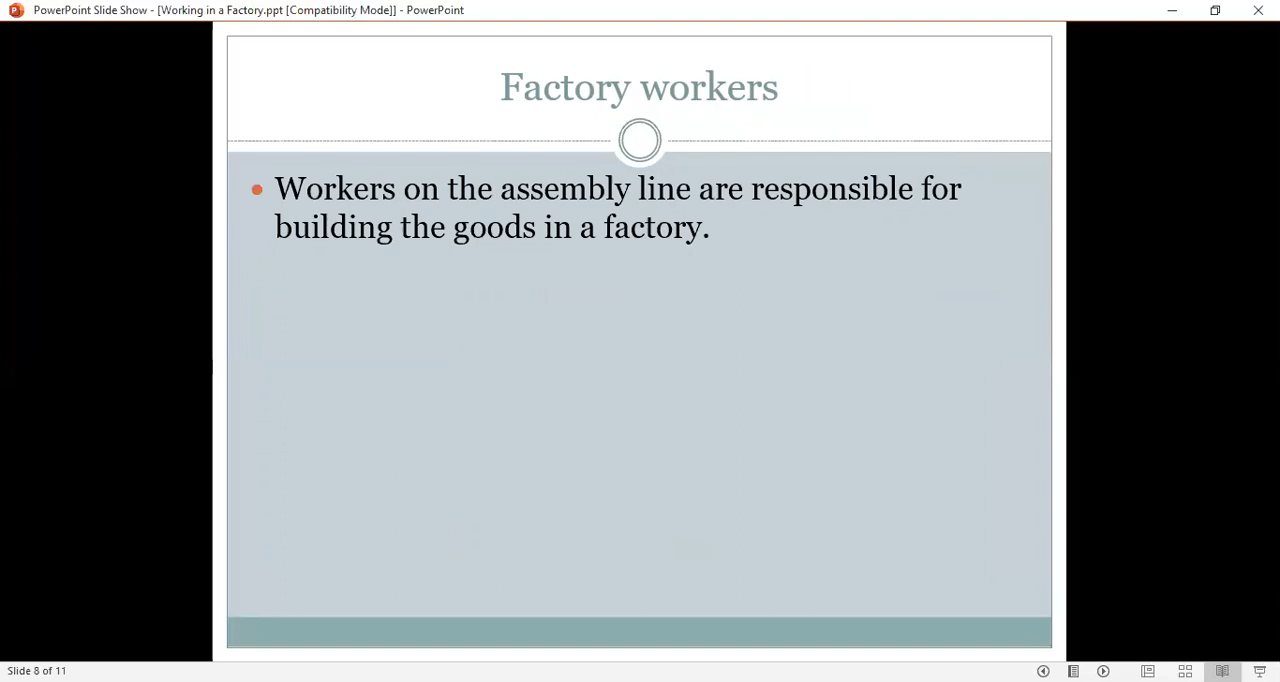 PowerPoint Slide Show - [Working in a Factory.ppt [Compatibility Mode]] - PowerPoint
Factory workers
• Workers on the assembly line are responsible for
building the goods in a factory.
Slide 8 of 11